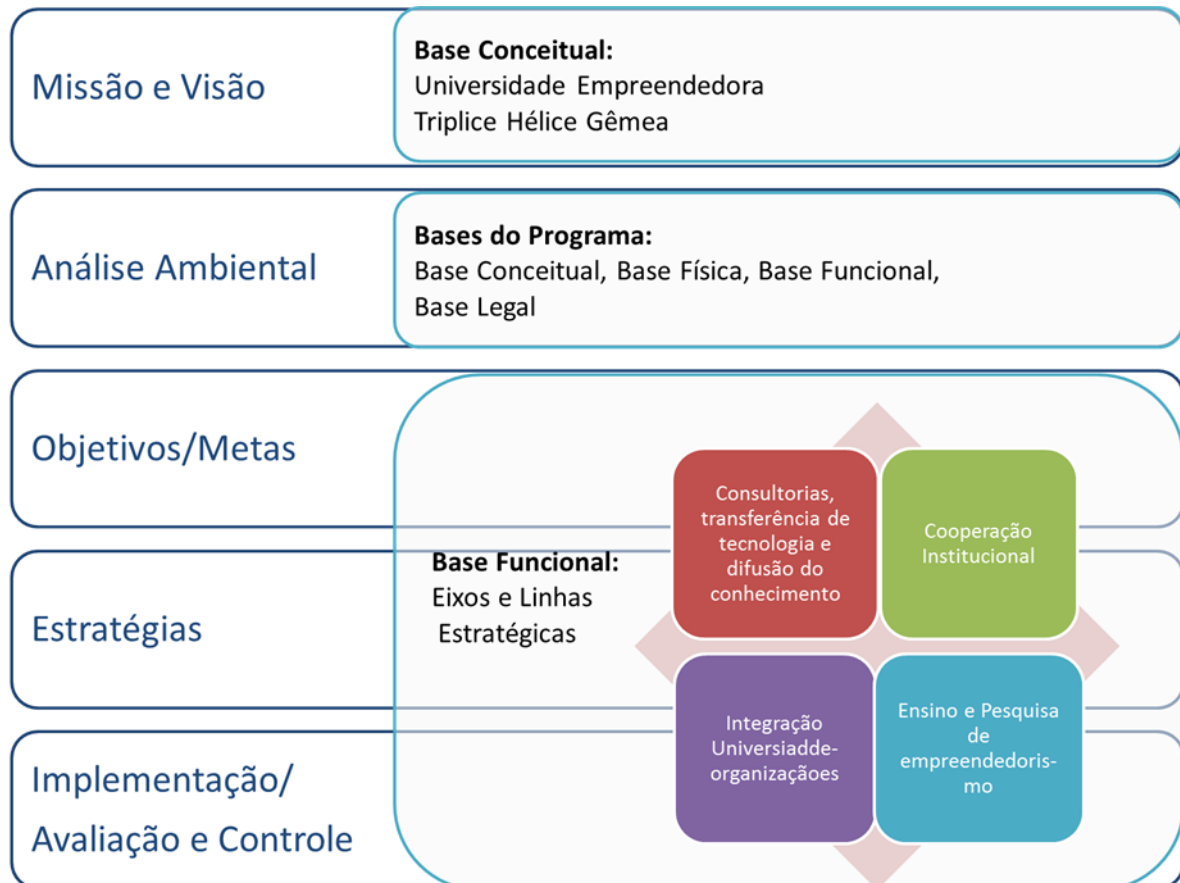 Missão e Visão
Base Conceitual:
Universidade Empreendedora
Triplice Hélice Gêmea
Análise Ambiental
Bases do Programa:
Base Conceitual, Base Física, Base Funcional,
Base Legal
Objetivos/Metas
Estratégias
Implementação/
Avaliação e Controle
Base Funcional:
Eixos e Linhas
Estratégicas
Consultorias,
transferência de
tecnologia e
difusão do
conhecimento
Cooperação
Institucional
Integração
Universiadde-
organizaçãoes
Ensino e Pesquisa
de
empreendedoris-
mo